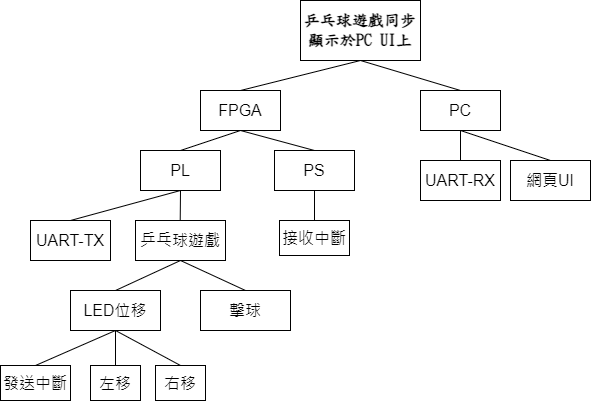 乒乓球遊戲同步
顯示於PC UI上
FPGA
PC
PL
PS
UART-RX
網頁UI
UART-TX
乒乓球遊戲
接收中斷
LED位移
擊球
發送中斷
左移
右移